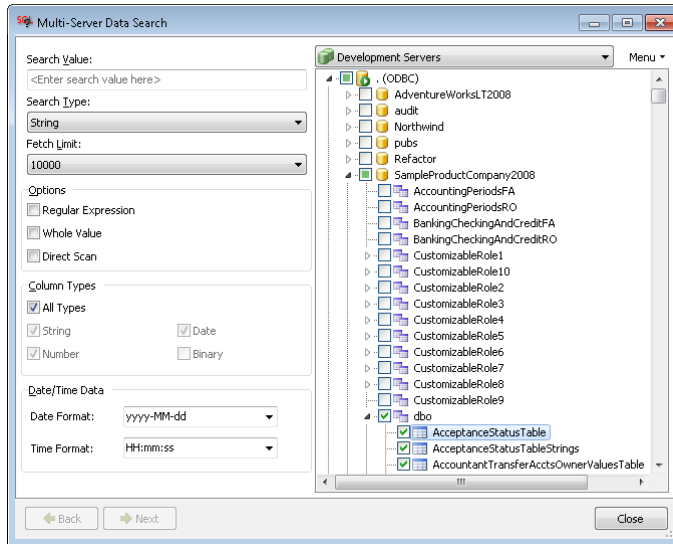 Multi-Server Data Search
Search Value:
<Enter search value here>
Search Type:
String
Fetch Limit:
10000
Options
Regular Expression
Whole Value
Direct Scan
Column Types
All Types
String
Date
Number
Binary
Date/Time Data
Date Format:
yyyy-MM-dd
Time Format:
HH:mm:ss
Development Servers
Menu
. (ODBC)
AdventureWorksLT2008
audit
Northwind
pubs
Refactor
SampleProductCompany2008
AccountingPeriodsFA
AccountingPeriodsRO
BankingCheckingAndCreditFA
BankingCheckingAndCreditRO
CustomizableRole1
CustomizableRole10
CustomizableRole2
CustomizableRole3
CustomizableRole4
CustomizableRole5
CustomizableRole6
CustomizableRole7
CustomizableRole8
CustomizableRole9
dbo
AcceptanceStatusTable
AcceptanceStatusTableStrings
AccountantTransferAcctsOwnerValuesTable
Back
Next
Close